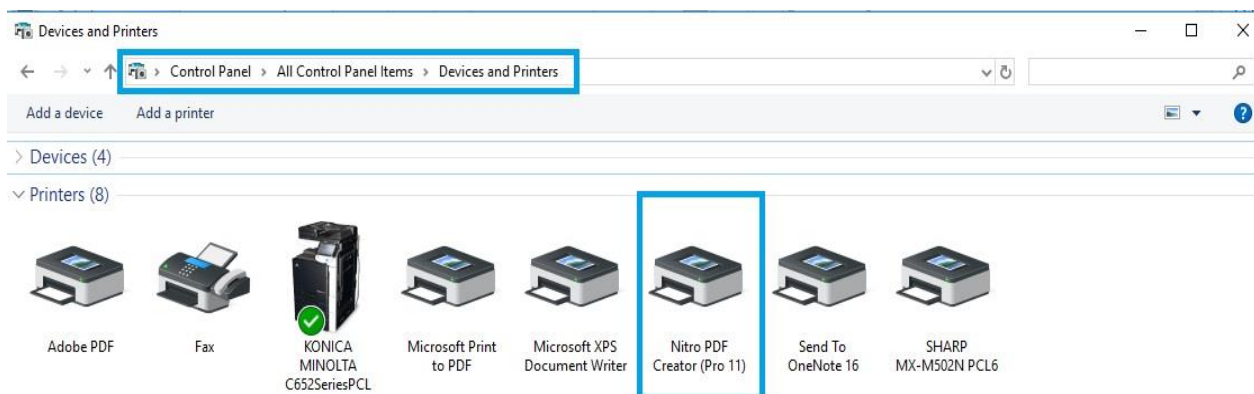 Devices and Printers
Control Panel > All Control Panel Items > Devices and Printers
Add a device Add a printer
Devices (4)
Printers (8)
Adobe PDF
Fax
KONICA
MINOLTA
C652SeriesPCL
Microsoft Print
to PDF
Microsoft XPS
Document Writer
Nitro PDF
Creator (Pro 11)
Send To
OneNote 16
SHARP
MX-M502N PCL6